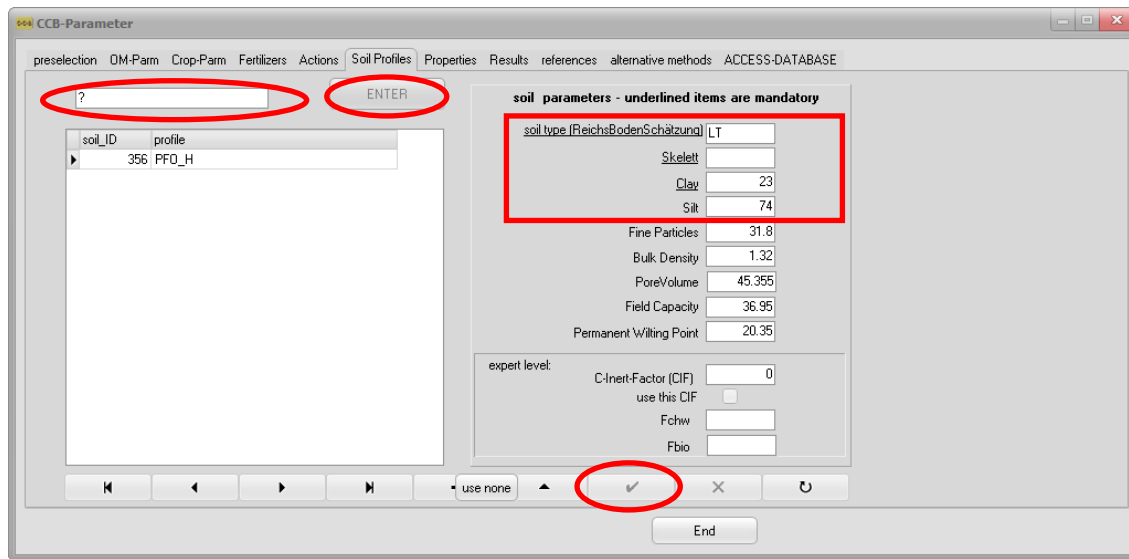 CCB-Parameter
preselection OM-Parm Crop-Parm Fertilizers Actions Soil Profiles Properties Results references alternative methods ACCESS-DATABASE
? ENTER
soil parameters - underlined items are mandatory
soil_ID profile
356 PFO_H
soil type (ReichsBodenSchätzung) LT
Skelett
Clay 23
Silt 74
Fine Particles 31.8
Bulk Density 1.32
PoreVolume 45.355
Field Capacity 36.95
Permanent Wilting Point 20.35
expert level:
C-Inert-Factor (CIF) 0
use this CIF
Fchw
Fbio
use none
End